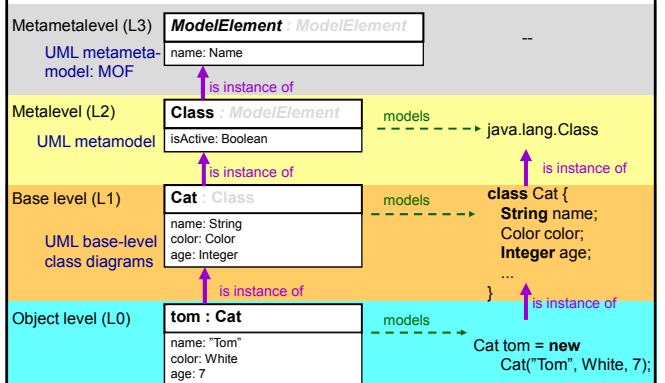 Metametalevel (L3)
ModelElement : ModelElement
UML metameta-
model: MOF
name: Name
--
is instance of
Metalevel (L2)
Class : ModelElement
models
UML metamodel
isActive: Boolean
java.lang.Class
is instance of
is instance of
Base level (L1)
Cat : Class
models
class Cat {
String name;
Color color;
Integer age;
...
}
UML base-level
class diagrams
name: String
color: Color
age: Integer
is instance of
is instance of
Object level (L0)
tom : Cat
models
name: ”Tom”
color: White
age: 7
Cat tom = new
Cat(”Tom”, White, 7);